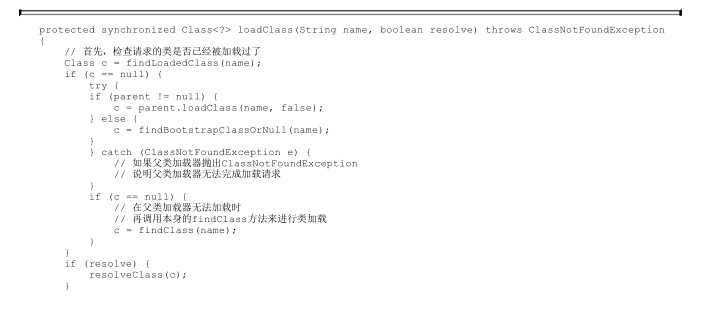 protected synchronized Class<?> loadClass(String name, boolean resolve) throws ClassNotFoundException
{
    // 首先，检查请求的类是否已经被加载过了
    Class c = findLoadedClass(name);
    if (c == null) {
        try {
        if (parent != null) {
            c = parent.loadClass(name, false);
        } else {
            c = findBootstrapClassOrNull(name);
        }
        } catch (ClassNotFoundException e) {
            // 如果父类加载器抛出ClassNotFoundException
            // 说明父类加载器无法完成加载请求
        }
        if (c == null) {
            // 在父类加载器无法加载时
            // 再调用本身的findClass方法来进行类加载
            c = findClass(name);
        }
    }
    if (resolve) {
        resolveClass(c);
    }